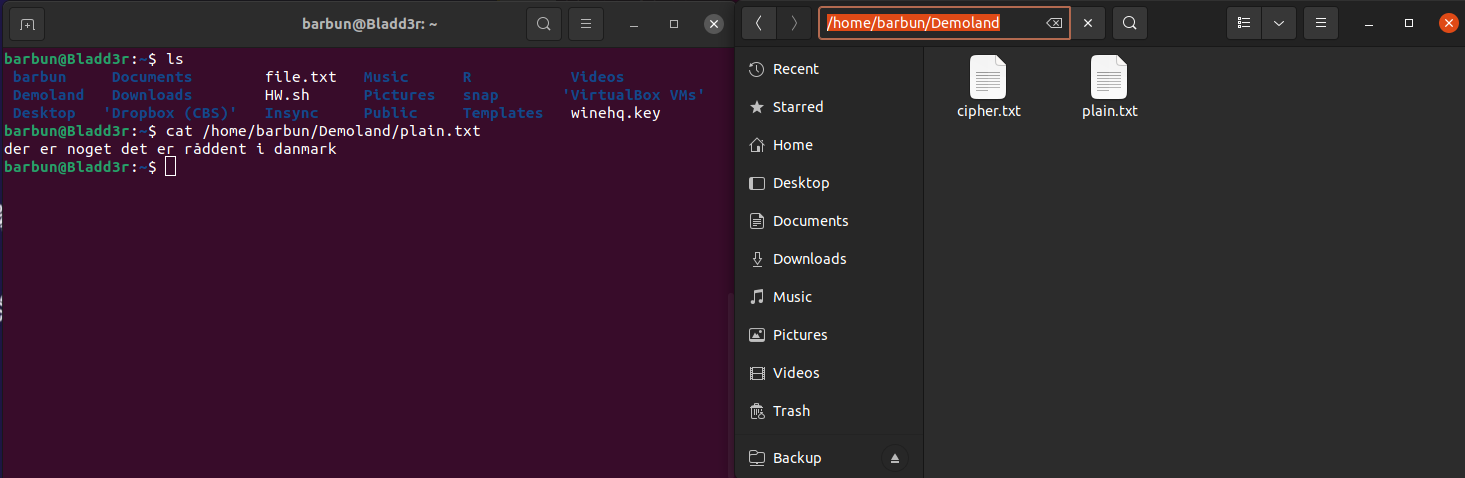 barbun@Bladd3r: ~
barbun@Bladd3r:~$ ls
barbun Documents file.txt Music R Videos
Demoland Downloads HW.sh Pictures snap 'VirtualBox VMs'
Desktop 'Dropbox (CBS)' Insync Public Templates winehq.key
barbun@Bladd3r:~$ cat /home/barbun/Demoland/plain.txt
der er noget det er råddent i danmark
barbun@Bladd3r:~$
/home/barbun/Demoland
Recent
Starred
Home
Desktop
Documents
Downloads
Music
Pictures
Videos
Trash
Backup
cipher.txt
plain.txt